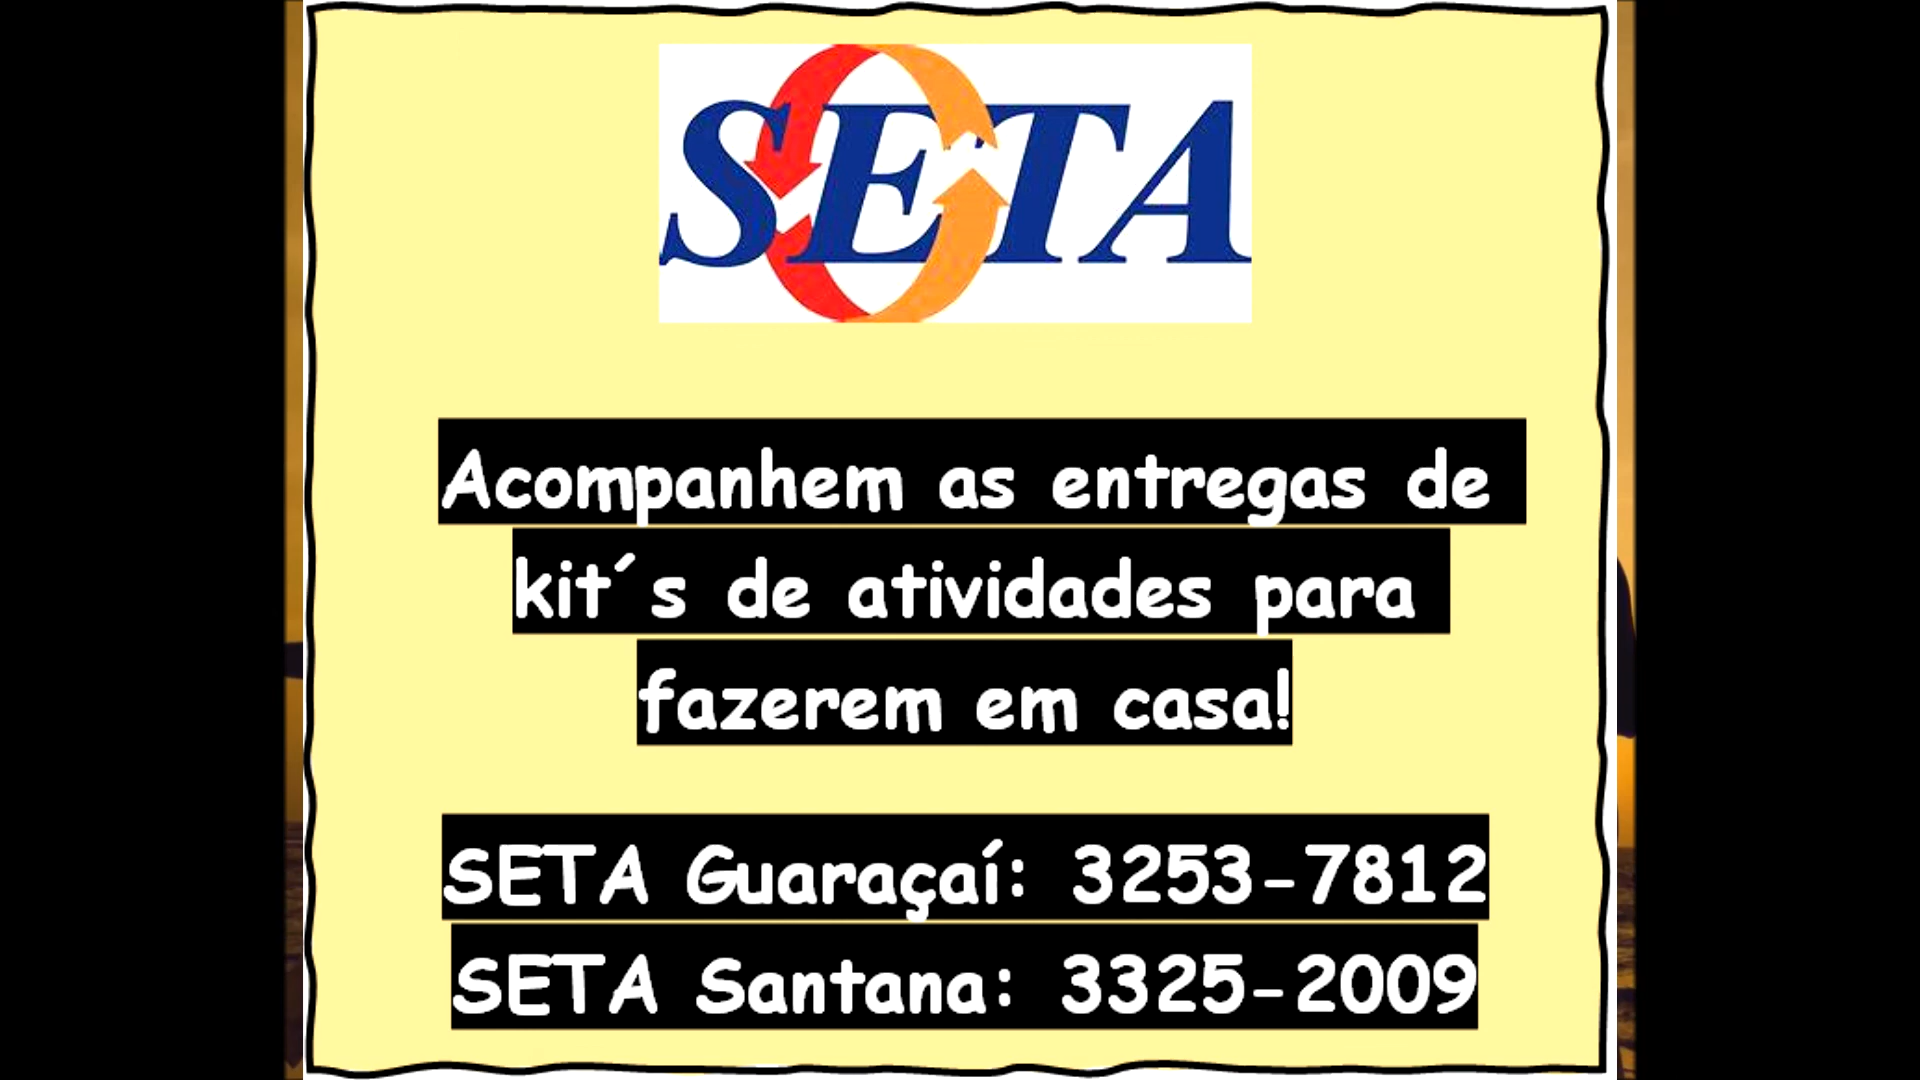 SETA
Acompanhem as entregas de
kit´s de atividades para
fazerem em casa!
SETA Guaraçaí: 3253-7812
SETA Santana: 3325-2009